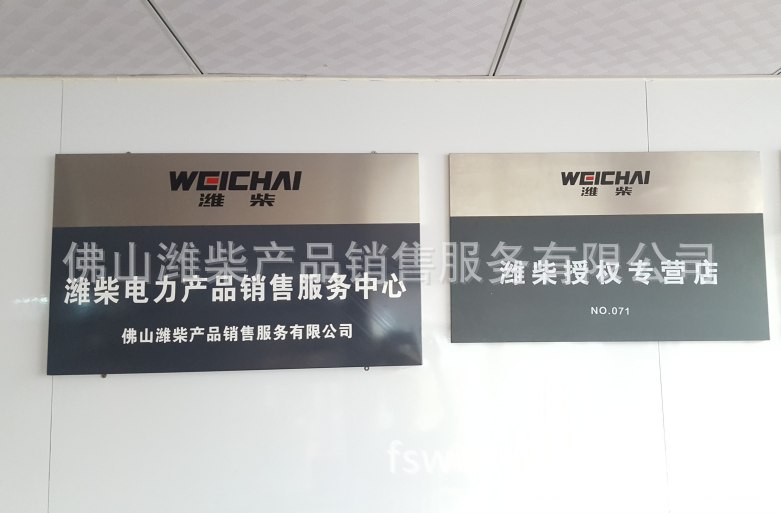 WEICHAI
潍柴
潍柴电力产品销售服务中心
佛山潍柴产品销售服务有限公司
WEICHAI
潍柴
潍柴授权专营店
NO.071
佛山潍柴产品销售服务有限公司
fsw